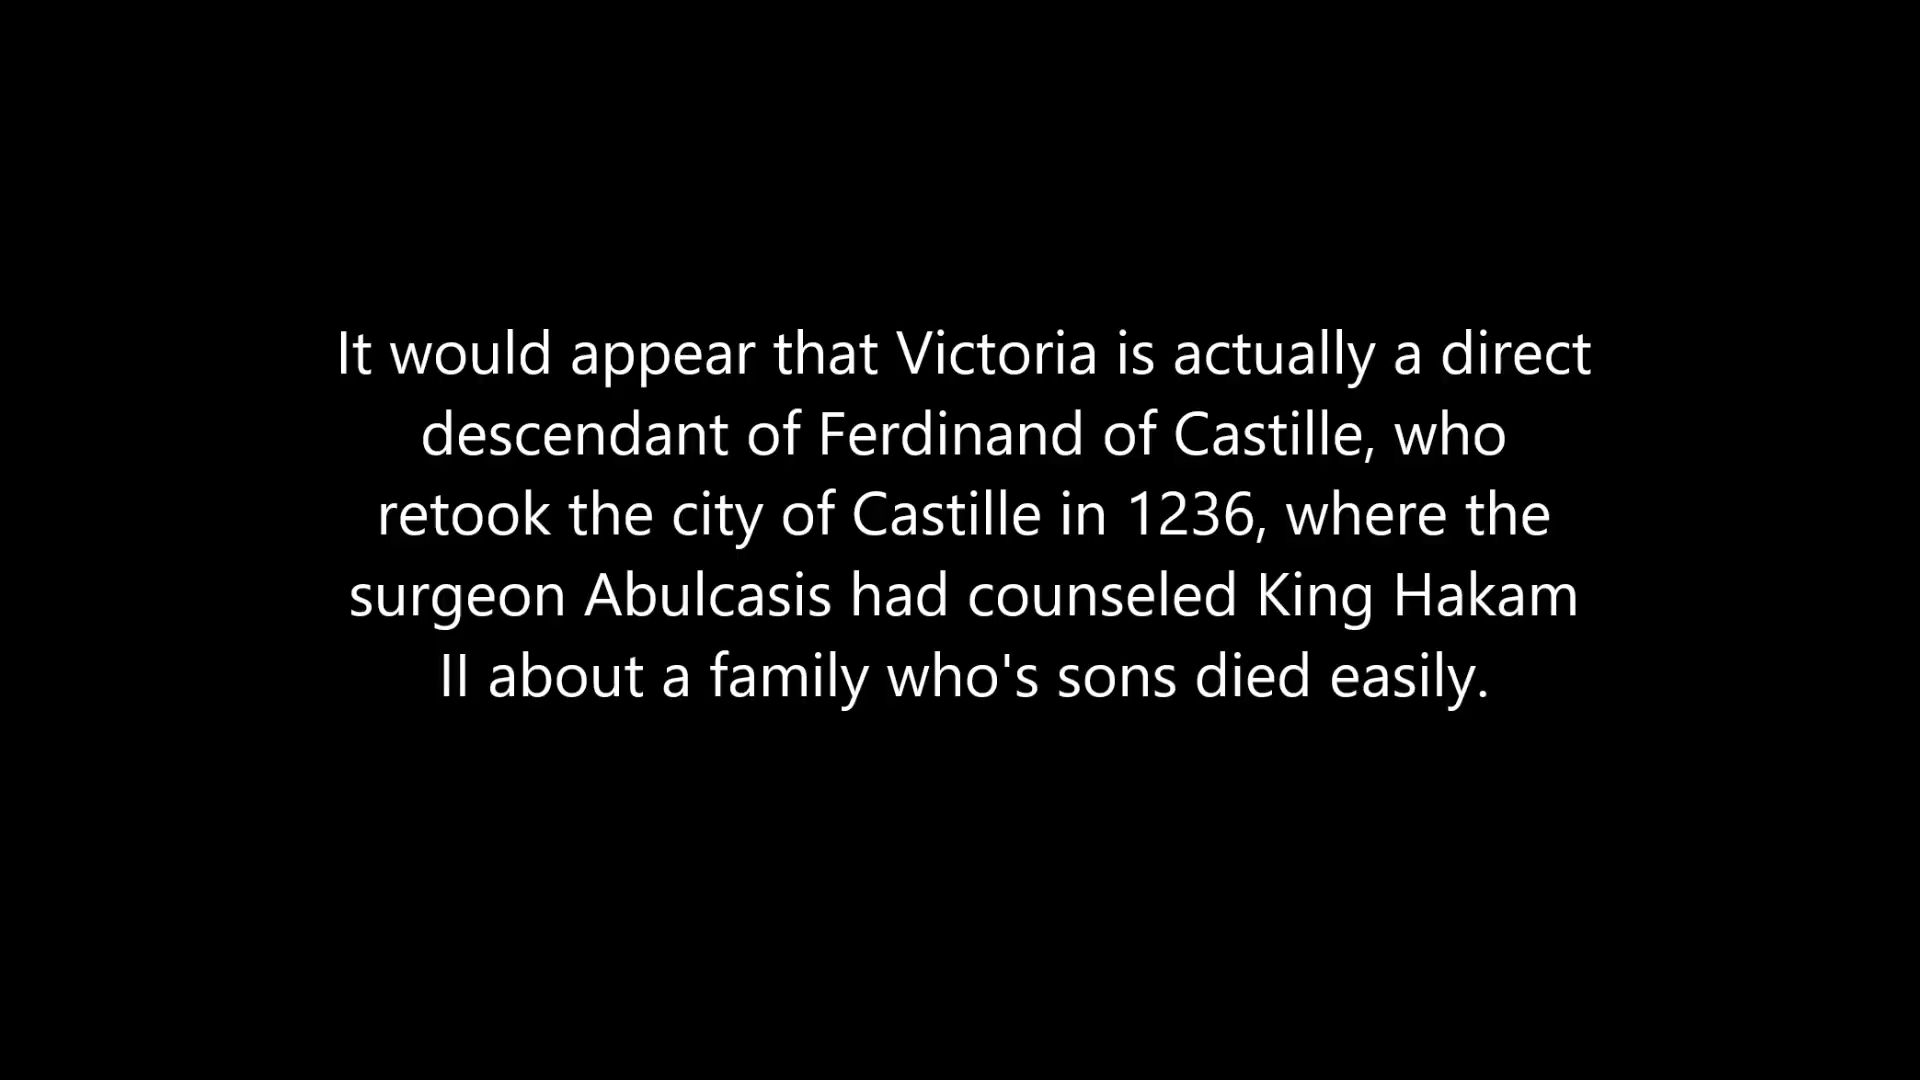 It would appear that Victoria is actually a direct
descendant of Ferdinand of Castille, who
retook the city of Castille in 1236, where the
surgeon Abulcasis had counseled King Hakam
II about a family who's sons died easily.